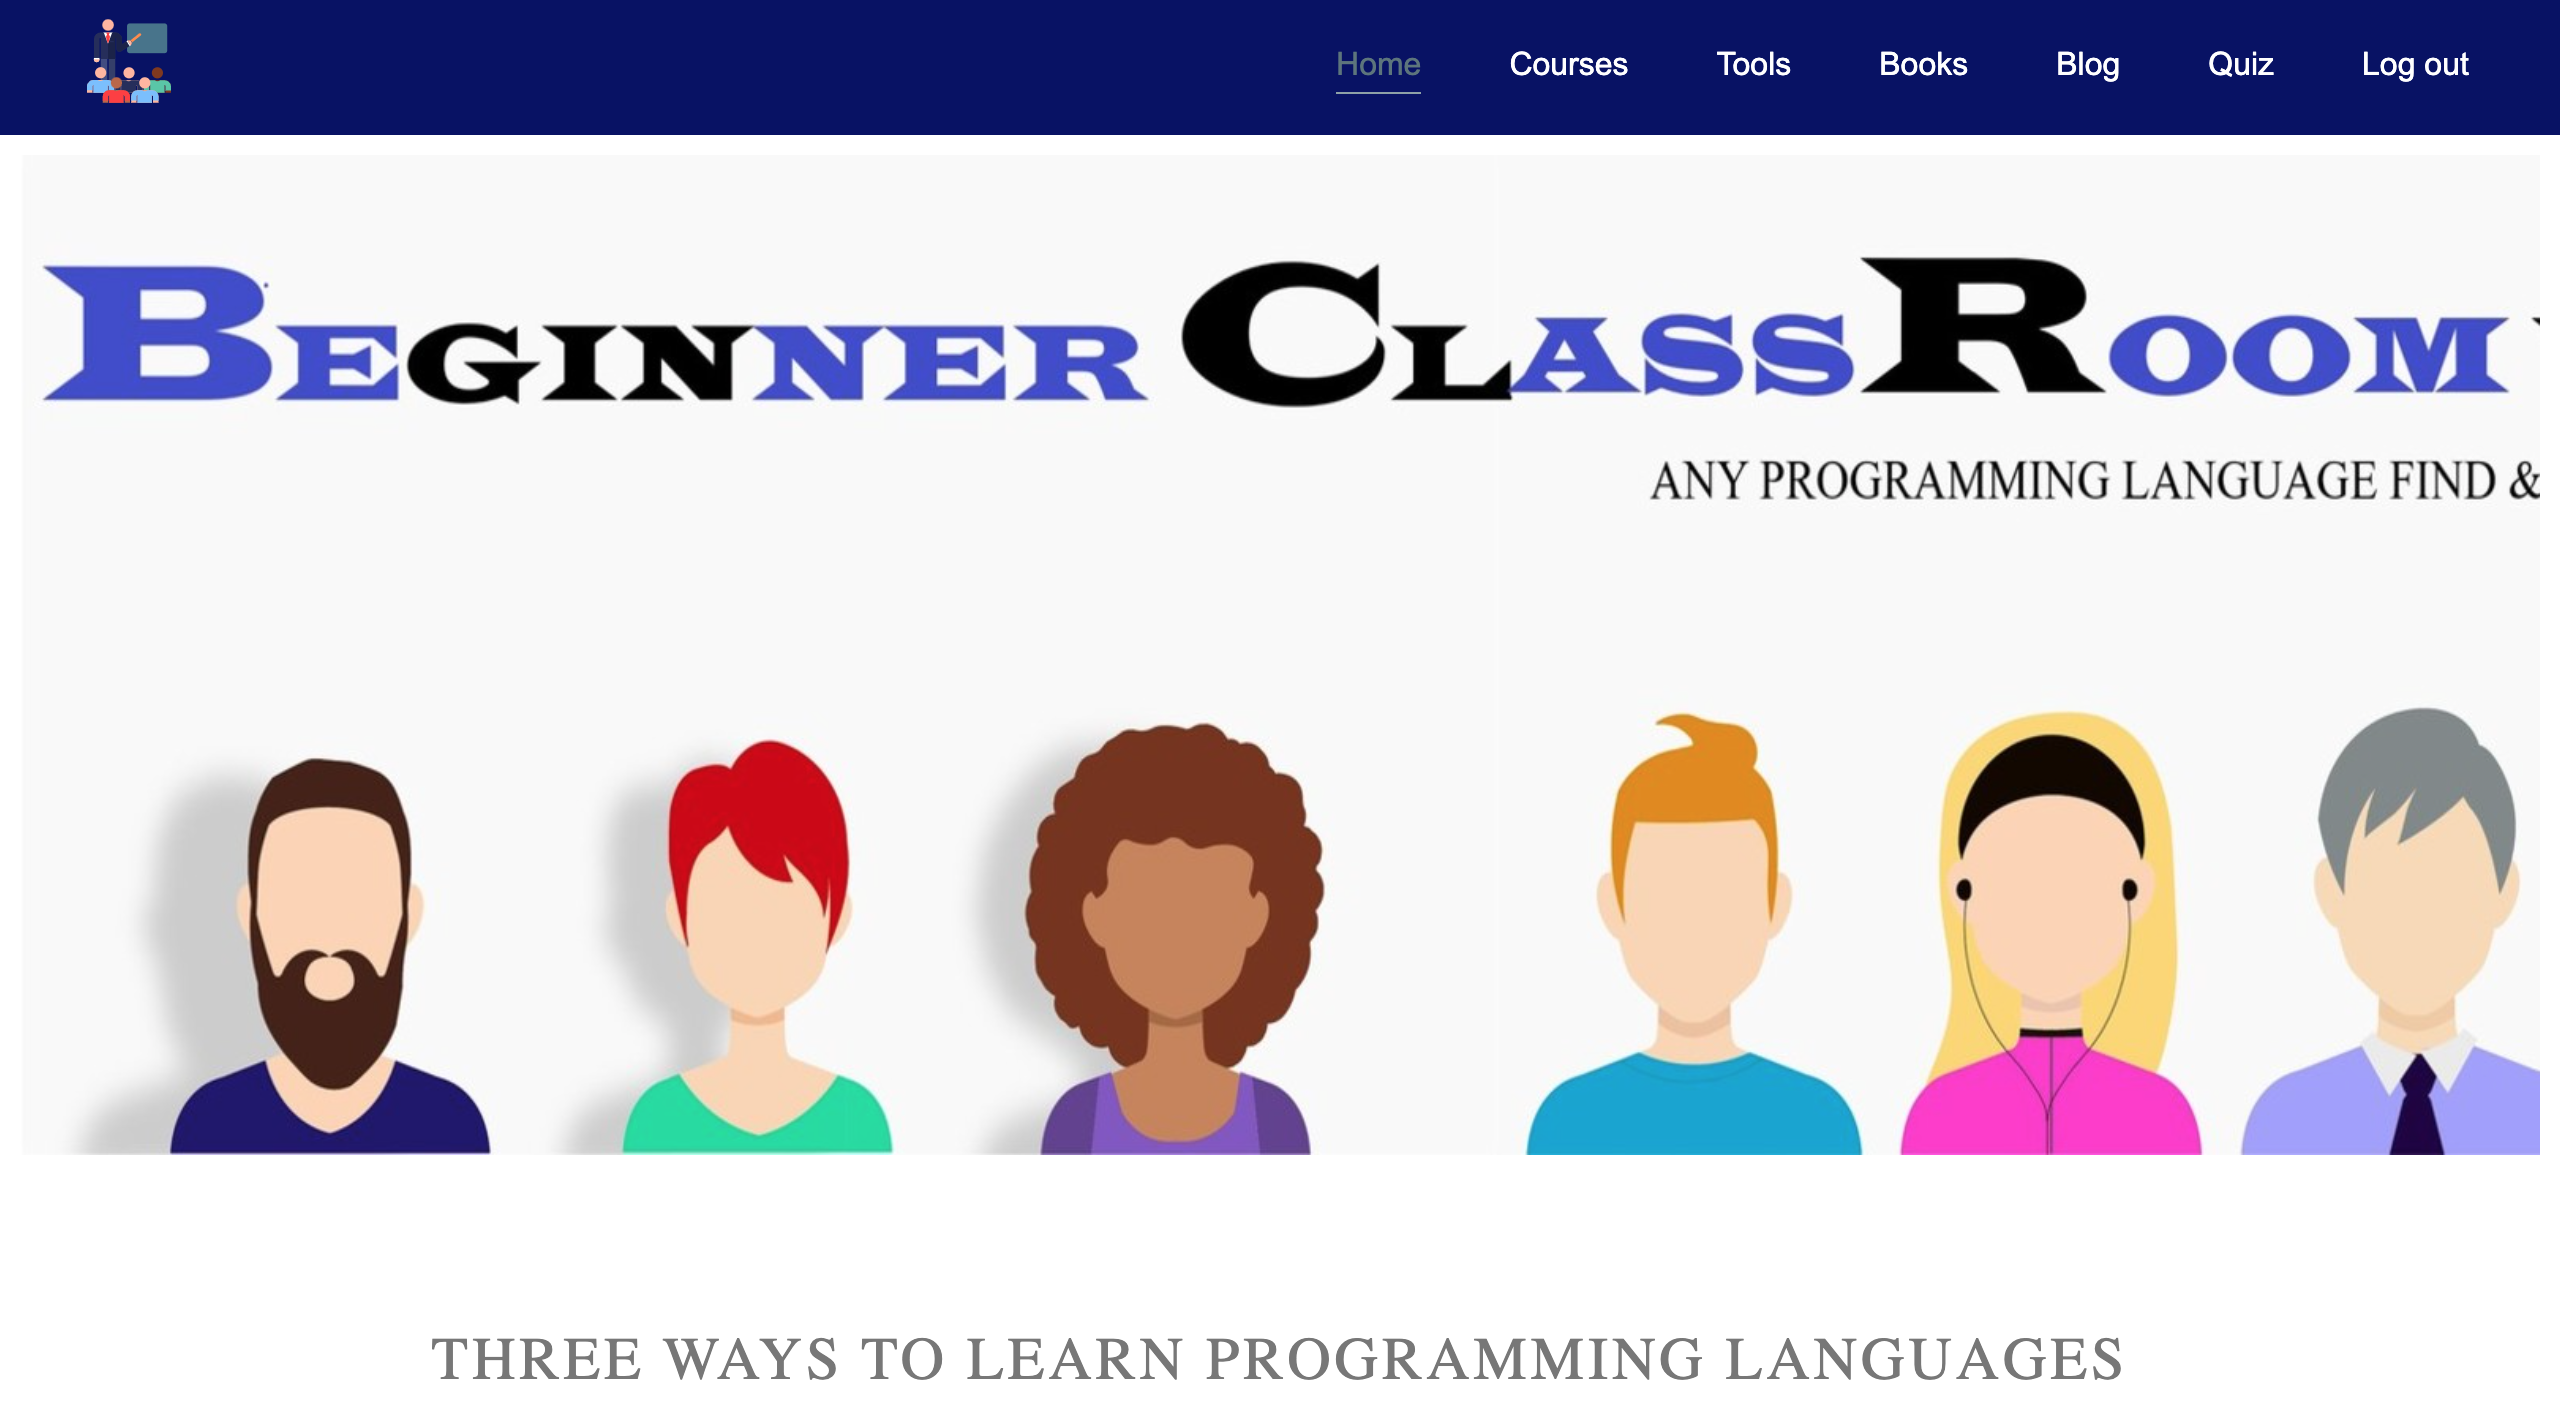 Home Courses Tools Books Blog Quiz Log out
BEGINNER CLASSROOM
ANY PROGRAMMING LANGUAGE FIND &
THREE WAYS TO LEARN PROGRAMMING LANGUAGES